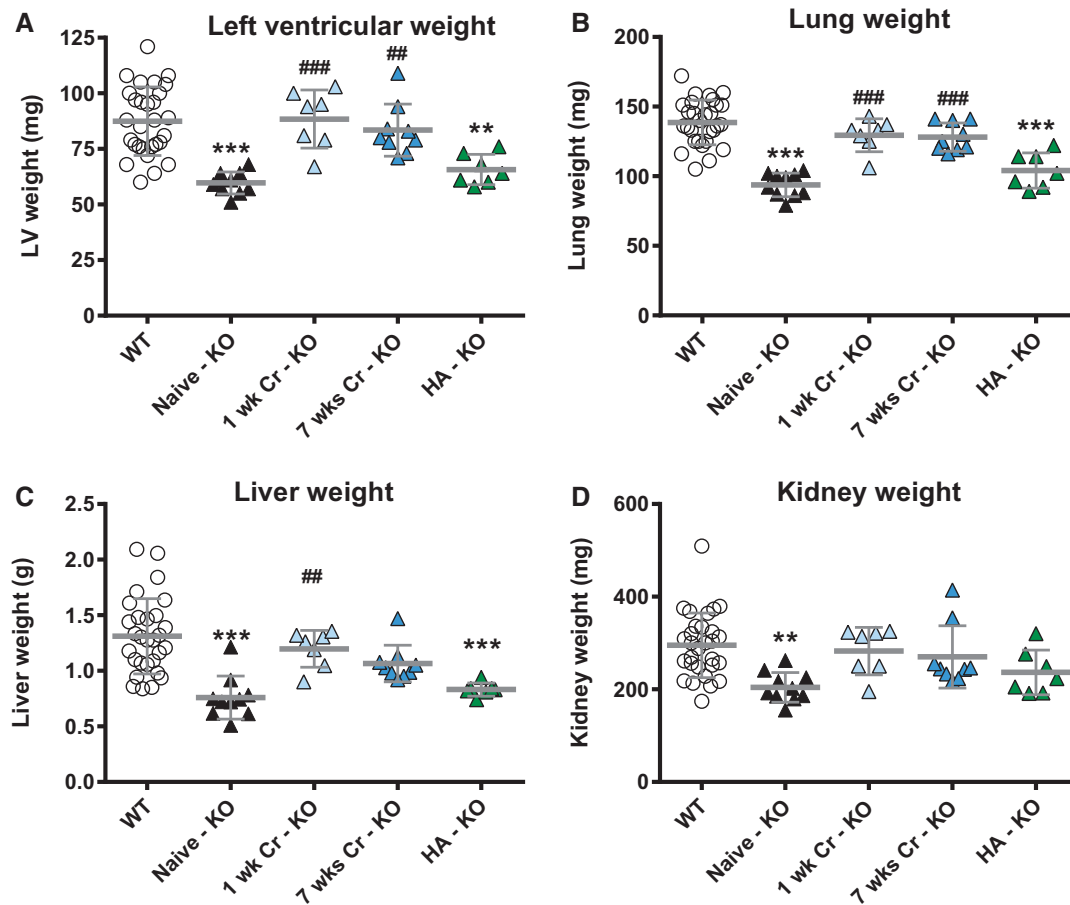 A
Left ventricular weight
LV weight (mg)
125
100
75
50
25
0
***
###
##
**
WT
Naive - KO
1 wk Cr - KO
7 wks Cr - KO
HA - KO
B
Lung weight
Lung weight (mg)
200
150
100
50
0
***
###
###
***
WT
Naive - KO
1 wk Cr - KO
7 wks Cr - KO
HA - KO
C
Liver weight
Liver weight (g)
2.5
2.0
1.5
1.0
0.5
0.0
***
##
***
WT
Naive - KO
1 wk Cr - KO
7 wks Cr - KO
HA - KO
D
Kidney weight
Kidney weight (mg)
600
400
200
0
**
WT
Naive - KO
1 wk Cr - KO
7 wks Cr - KO
HA - KO